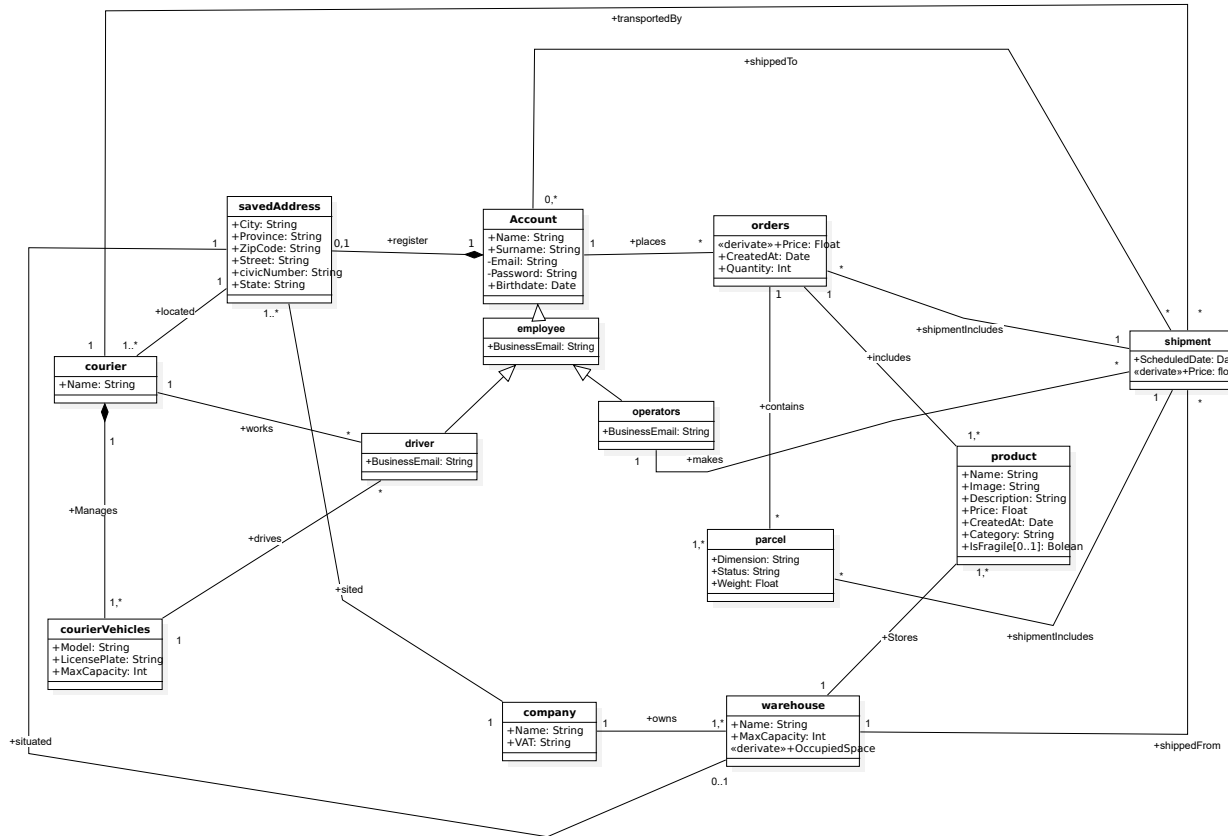 +transportedBy
+shippedTo
0,*
savedAddress
+City: String
+Province: String
+ZipCode: String
+Street: String
+civicNumber: String
+State: String
1
0,1
+register
1
Account
+Name: String
+Surname: String
-Email: String
-Password: String
+Birthdate: Date
1
+places
*
orders
«derivate»+Price: Float
+CreatedAt: Date
+Quantity: Int
*
1
+located
1..*
1
1..*
employee
+BusinessEmail: String
1
1
+shipmentIncludes
1
*
*
shipment
+ScheduledDate: Da
«derivate»+Price: flo
*
1
*
courier
+Name: String
1
1
+works
*
+includes
operators
+BusinessEmail: String
+contains
driver
+BusinessEmail: String
1
+makes
*
1,*
product
+Name: String
+Image: String
+Description: String
+Price: Float
+CreatedAt: Date
+Category: String
+IsFragile[0..1]: Bolean
1,*
+Manages
+drives
*
1,*
parcel
+Dimension: String
+Status: String
+Weight: Float
*
+sited
1,*
courierVehicles
+Model: String
+LicensePlate: String
+MaxCapacity: Int
1
+Stores
+shipmentIncludes
1
company
+Name: String
+VAT: String
1
1
+owns
1,*
warehouse
+Name: String
+MaxCapacity: Int
«derivate»+OccupiedSpace
1
+shippedFrom
+situated
0..1